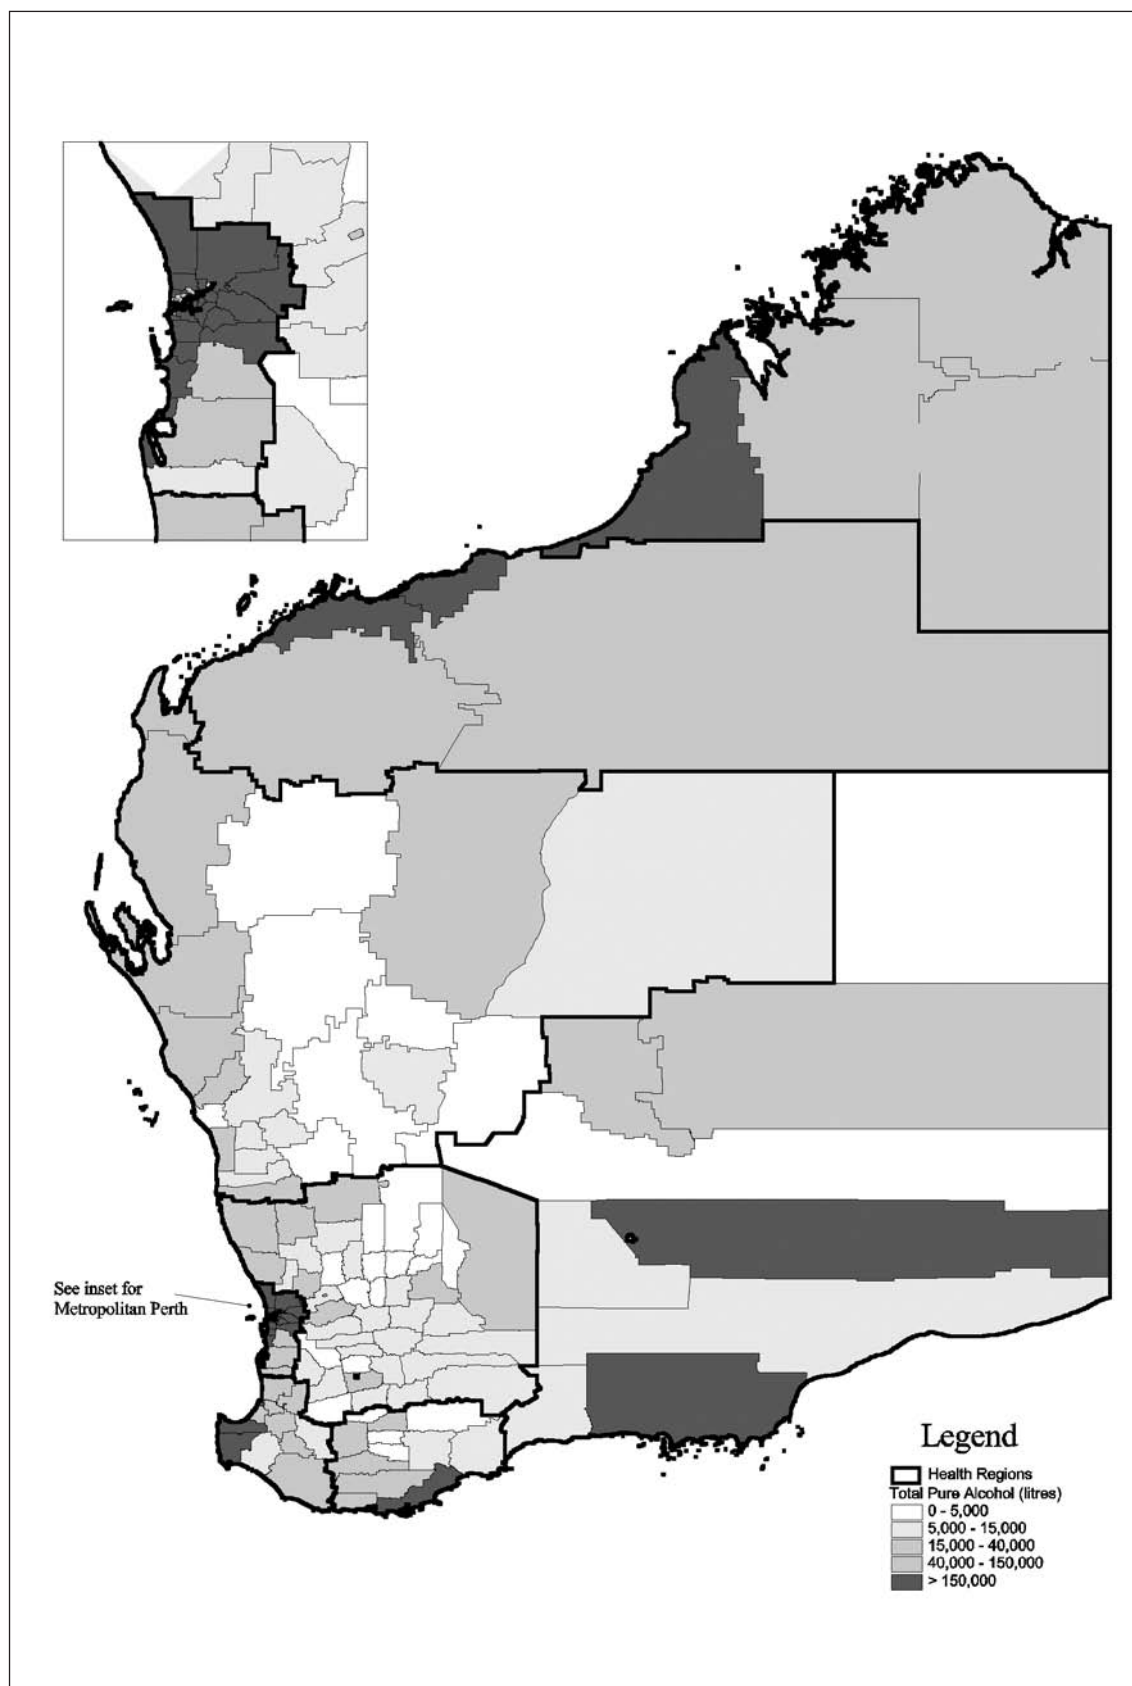 See inset for
Metropolitan Perth
Legend
Health Regions
Total Pure Alcohol (litres)
0 - 5,000
5,000 - 15,000
15,000 - 40,000
40,000 - 150,000
> 150,000